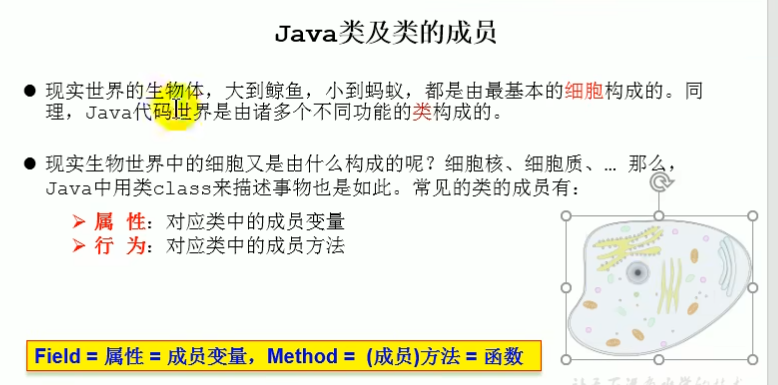 Java类及类的成员
● 现实世界的生物体，大到鲸鱼，小到蚂蚁，都是由最基本的细胞构成的。同
理，Java代码世界是由诸多个不同功能的类构成的。
● 现实生物世界中的细胞又是由什么构成的呢？细胞核、细胞质、… 那么，
Java中用类class来描述事物也是如此。常见的类的成员有：
➢ 属 性：对应类中的成员变量
➢ 行 为：对应类中的成员方法
Field = 属性 = 成员变量，Method = (成员)方法 = 函数